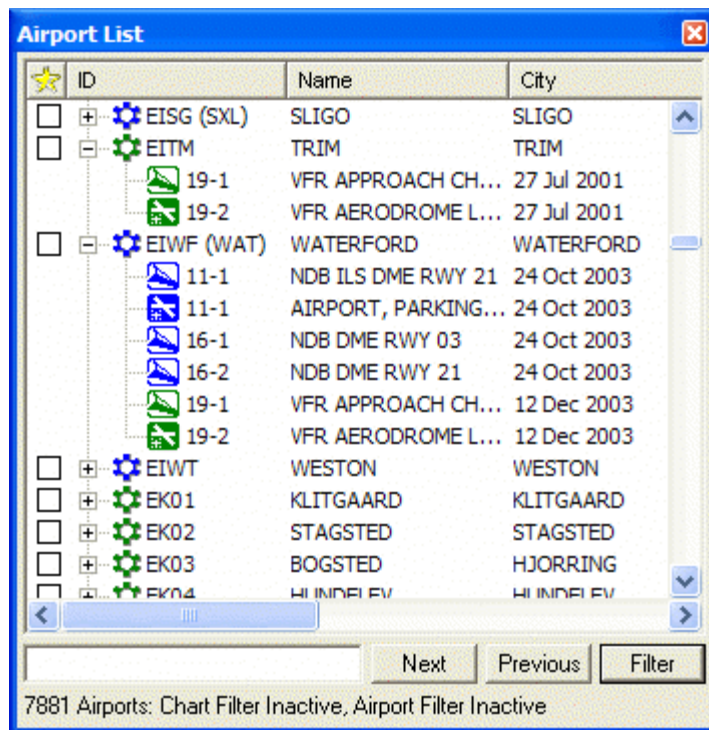 Airport List
ID Name City
EISG (SXL) SLIGO SLIGO
EITM TRIM TRIM
19-1 VFR APPROACH CH... 27 Jul 2001
19-2 VFR AERODROME L... 27 Jul 2001
EIWF (WAT) WATERFORD WATERFORD
11-1 NDB ILS DME RWY 21 24 Oct 2003
11-1 AIRPORT, PARKING... 24 Oct 2003
16-1 NDB DME RWY 03 24 Oct 2003
16-2 NDB DME RWY 21 24 Oct 2003
19-1 VFR APPROACH CH... 12 Dec 2003
19-2 VFR AERODROME L... 12 Dec 2003
EIWT WESTON WESTON
EK01 KLITGAARD KLITGAARD
EK02 STAGSTED STAGSTED
EK03 BOGSTED HJORRING
EK04 HUNDELEV HUNDELEV
Next Previous Filter
7881 Airports: Chart Filter Inactive, Airport Filter Inactive